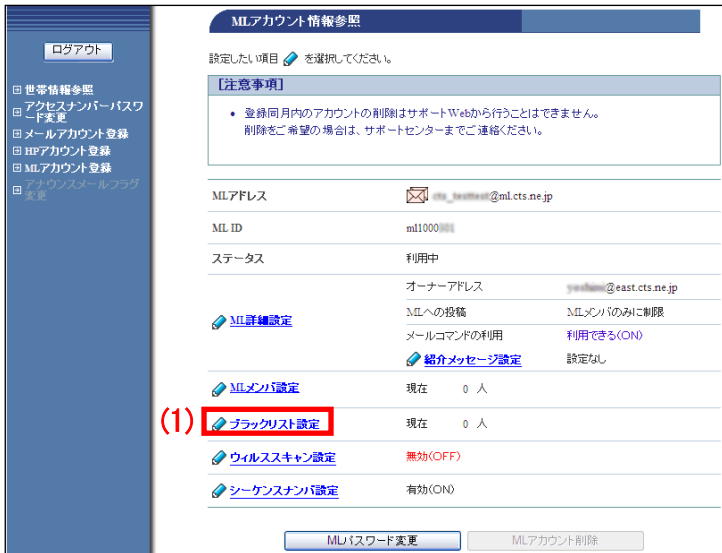 MLアカウント情報参照
ログアウト
設定したい項目 を選択してください。
[注意事項]
世帯情報参照
アクセスナンバーパスワ
ード変更
メールアカウント登録
HPアカウント登録
MLアカウント登録
アナウンスメールフラグ
変更
• 登録同月内のアカウントの削除はサポートWebから行うことはできません。
削除をご希望の場合は、サポートセンターまでご連絡ください。
MLアドレス @ml.cts.ne.jp
ML ID ml1000
ステータス 利用中
ML詳細設定
オーナーアドレス @east.cts.ne.jp
MLへの投稿 MLメンバのみに制限
メールコマンドの利用 利用できる(ON)
紹介メッセージ設定 設定なし
MLメンバ設定 現在 0 人
(1) ブラックリスト設定 現在 0 人
ウィルススキャン設定 無効(OFF)
シーケンスナンバ設定 有効(ON)
MLパスワード変更 MLアカウント削除